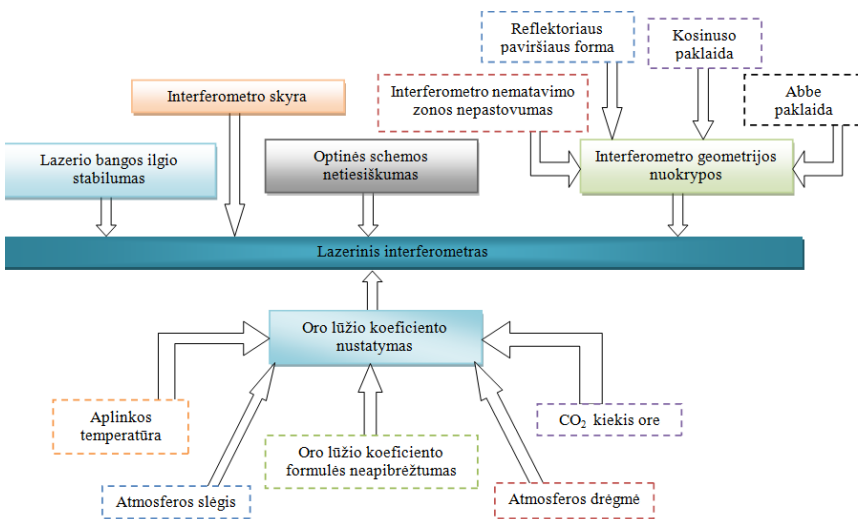 Reflektoriaus
paviršiaus forma
Kosinuso
paklaida
Interferometro skyra
Interferometro nematavimo
zonos nepastovumas
Abbe
paklaida
Lazerio bangos ilgio
stabilumas
Optinės schemos
netiesiškumas
Interferometro geometrijos
nuokrypos
Lazerinis interferometras
Oro lūžio koeficiento
nustatymas
Aplinkos
temperatūra
CO₂ kiekis ore
Oro lūžio koeficiento
formulės neapibrėžtumas
Atmosferos slėgis
Atmosferos drėgmė